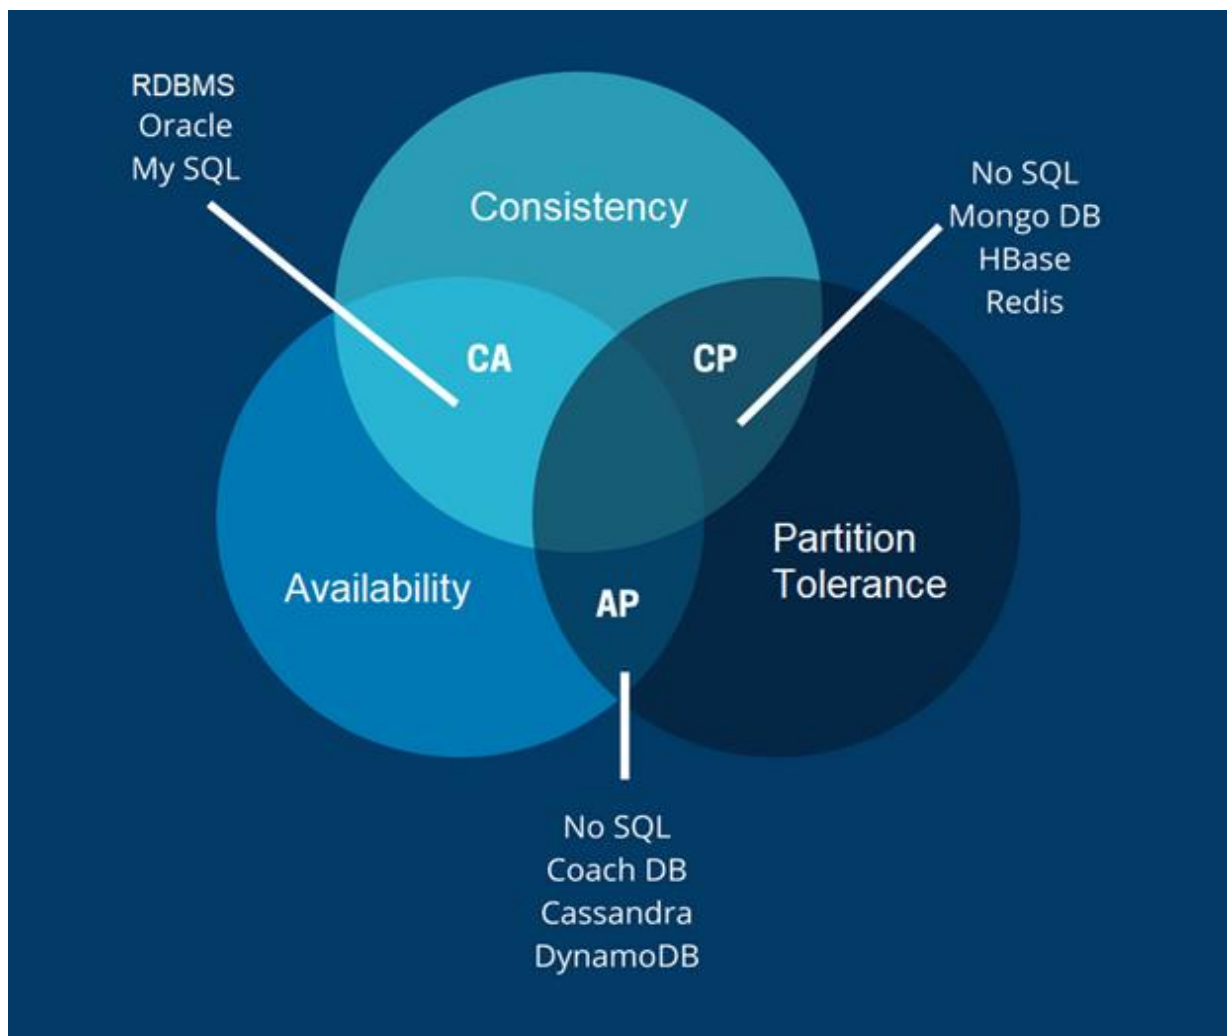 RDBMS
Oracle
My SQL
No SQL
Mongo DB
HBase
Redis
Consistency
CA
CP
Partition
Tolerance
Availability
AP
No SQL
Coach DB
Cassandra
DynamoDB